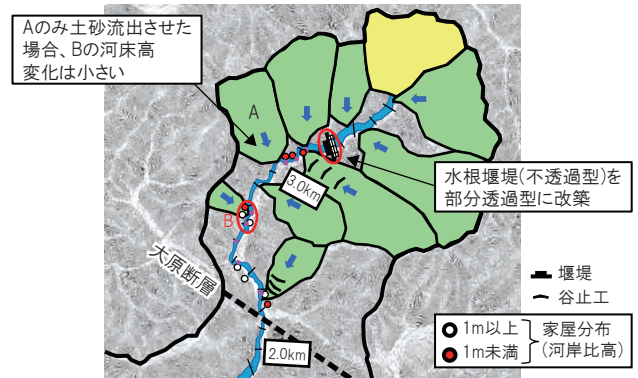 Aのみ土砂流出させた
場合、Bの河床高
変化は小さい
A
3.0km
水根堰堤(不透過型)を
部分透過型に改築
B
大原断層
2.0km
堰堤
谷止工
1m以上
1m未満
家屋分布
(河岸比高)